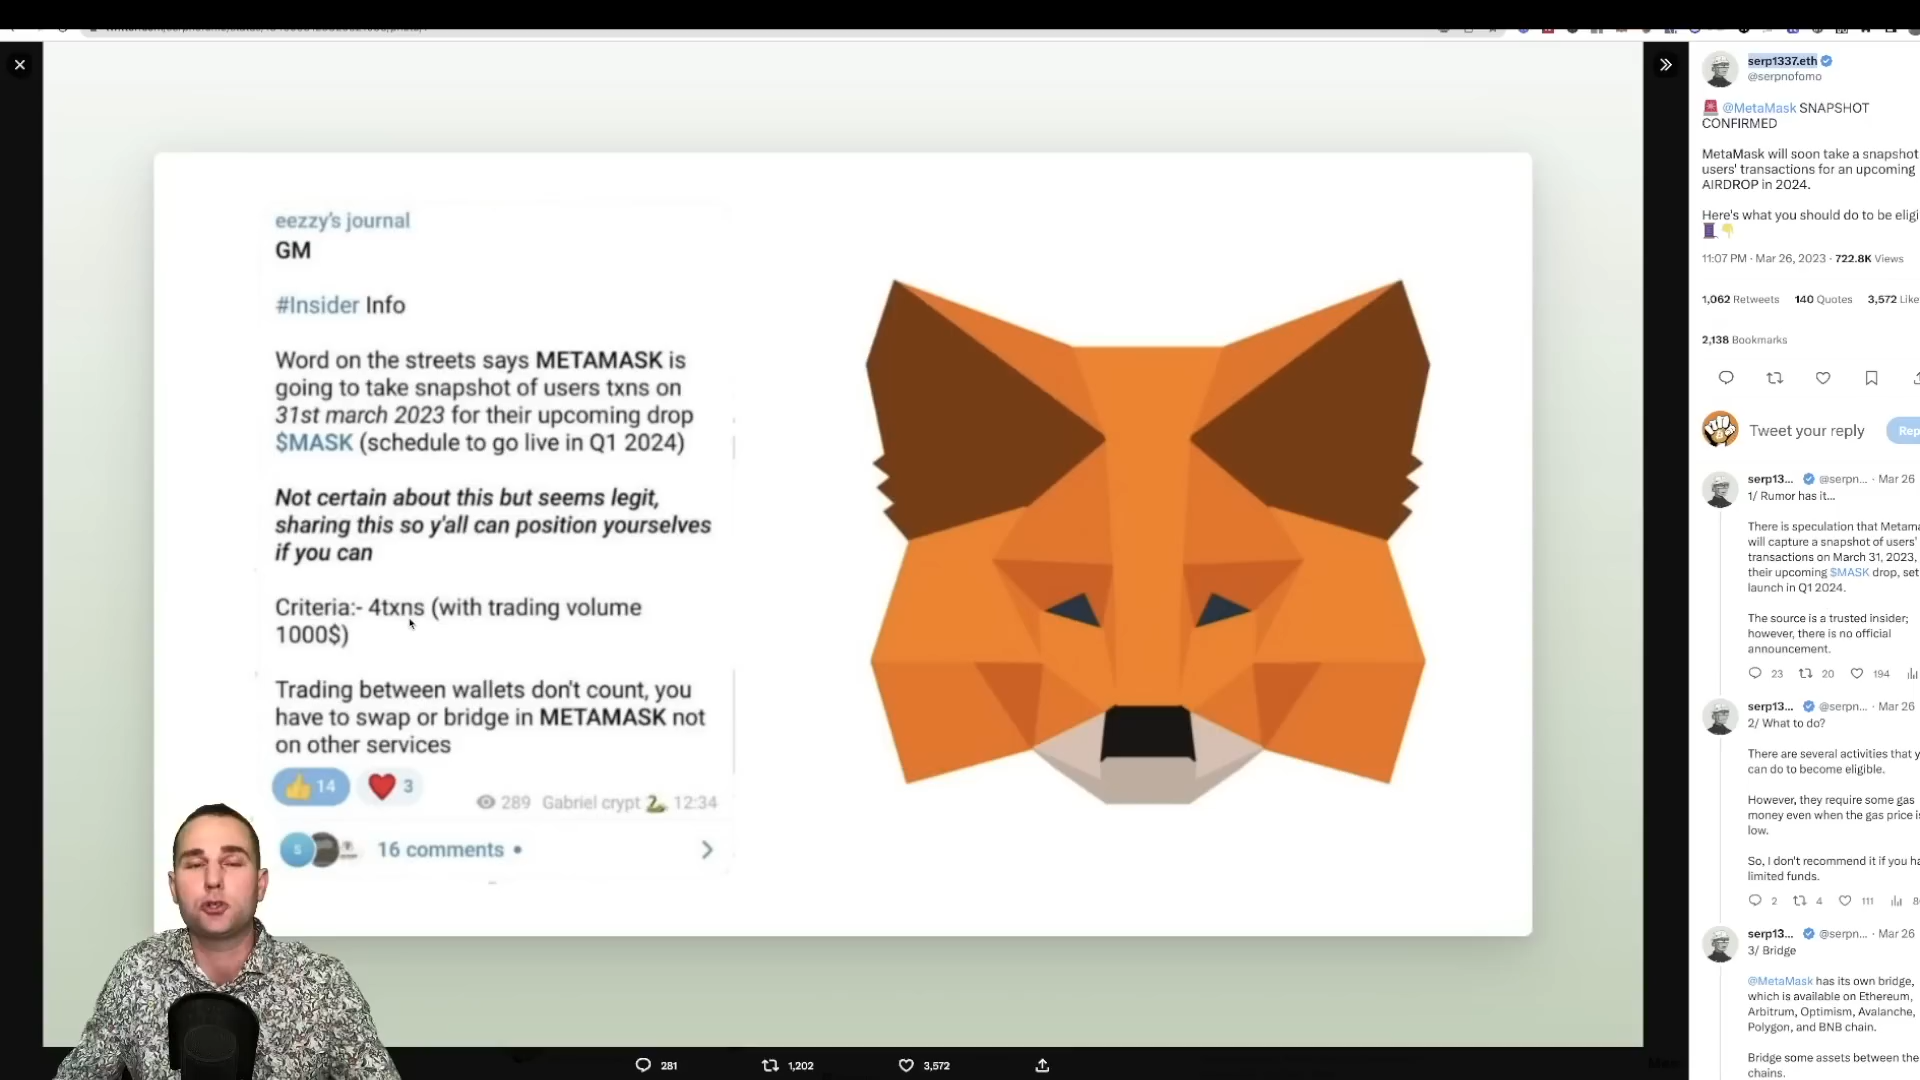 eezzy's journal
GM
#Insider Info
Word on the streets says METAMASK is
going to take snapshot of users txns on
31st march 2023 for their upcoming drop
$MASK (schedule to go live in Q1 2024)
Not certain about this but seems legit,
sharing this so y'all can position yourselves
if you can
Criteria:- 4txns (with trading volume
1000$)
Trading between wallets don't count, you
have to swap or bridge in METAMASK not
on other services
14 3
289 Gabriel crypt 12:34
S
16 comments •
281 1,202 3,572
serp1337.eth
@serpnofomo
@MetaMask SNAPSHOT
CONFIRMED
MetaMask will soon take a snapshot
users' transactions for an upcoming
AIRDROP in 2024.
Here's what you should do to be eligi
11:07 PM · Mar 26, 2023 · 722.8K Views
1,062 Retweets 140 Quotes 3,572 Like
2,138 Bookmarks
Tweet your reply
Rep
serp13... @serpn... · Mar 26
1/ Rumor has it...
There is speculation that Metama
will capture a snapshot of users'
transactions on March 31, 2023,
their upcoming $MASK drop, set
launch in Q1 2024.
The source is a trusted insider;
however, there is no official
announcement.
23 20 194
serp13... @serpn... · Mar 26
2/ What to do?
There are several activities that y
can do to become eligible.
However, they require some gas
money even when the gas price is
low.
So, I don't recommend it if you ha
limited funds.
2 4 111 8
serp13... @serpn... · Mar 26
3/ Bridge
@MetaMask has its own bridge,
which is available on Ethereum,
Arbitrum, Optimism, Avalanche,
Polygon, and BNB chain.
Bridge some assets between the
chains.